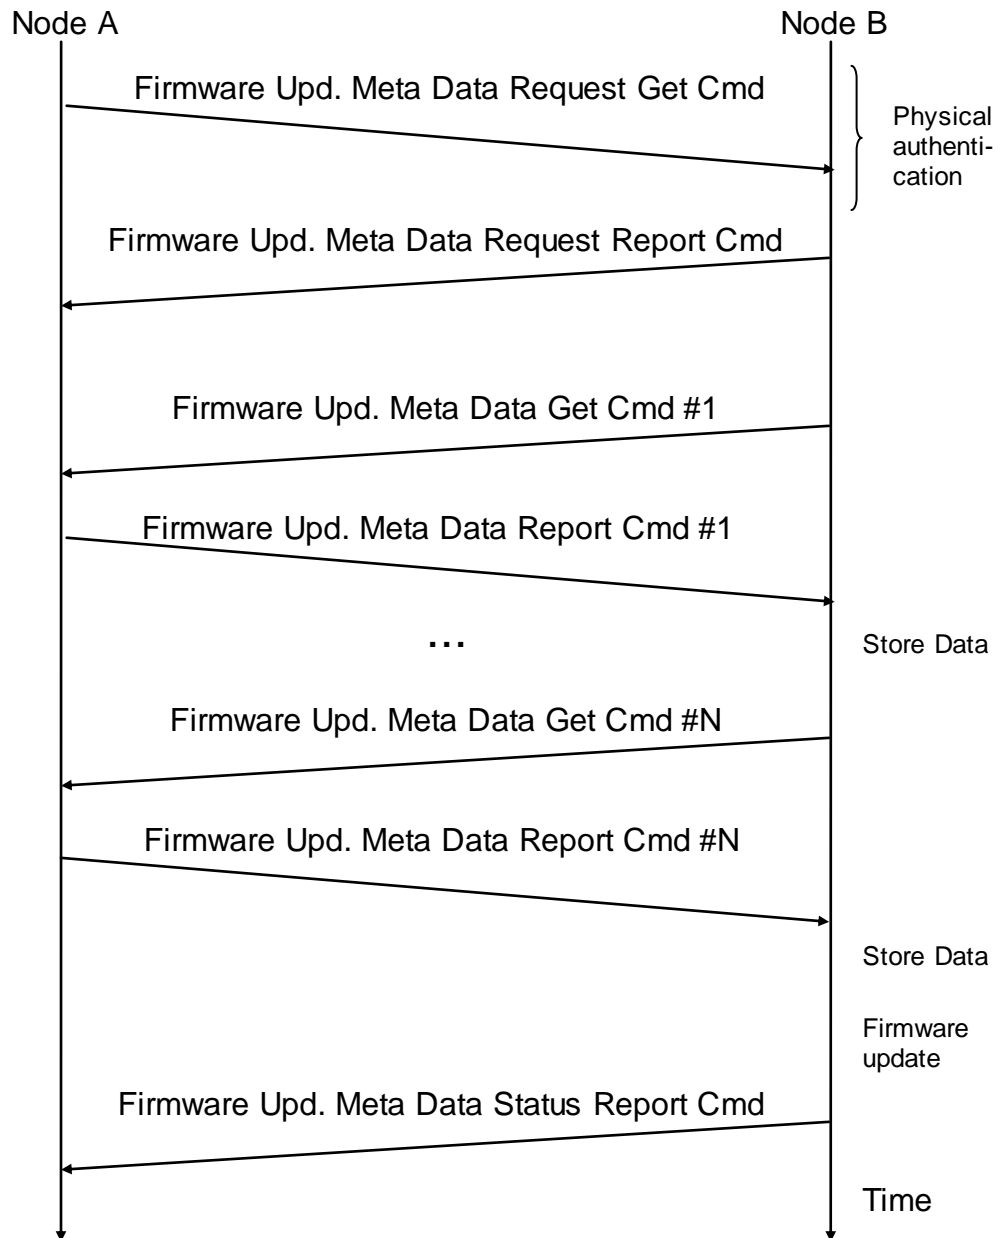 Node A
Node B
Firmware Upd. Meta Data Request Get Cmd
Physical
authenti-
cation
Firmware Upd. Meta Data Request Report Cmd
Firmware Upd. Meta Data Get Cmd #1
Firmware Upd. Meta Data Report Cmd #1
...
Store Data
Firmware Upd. Meta Data Get Cmd #N
Firmware Upd. Meta Data Report Cmd #N
Store Data
Firmware
update
Firmware Upd. Meta Data Status Report Cmd
Time